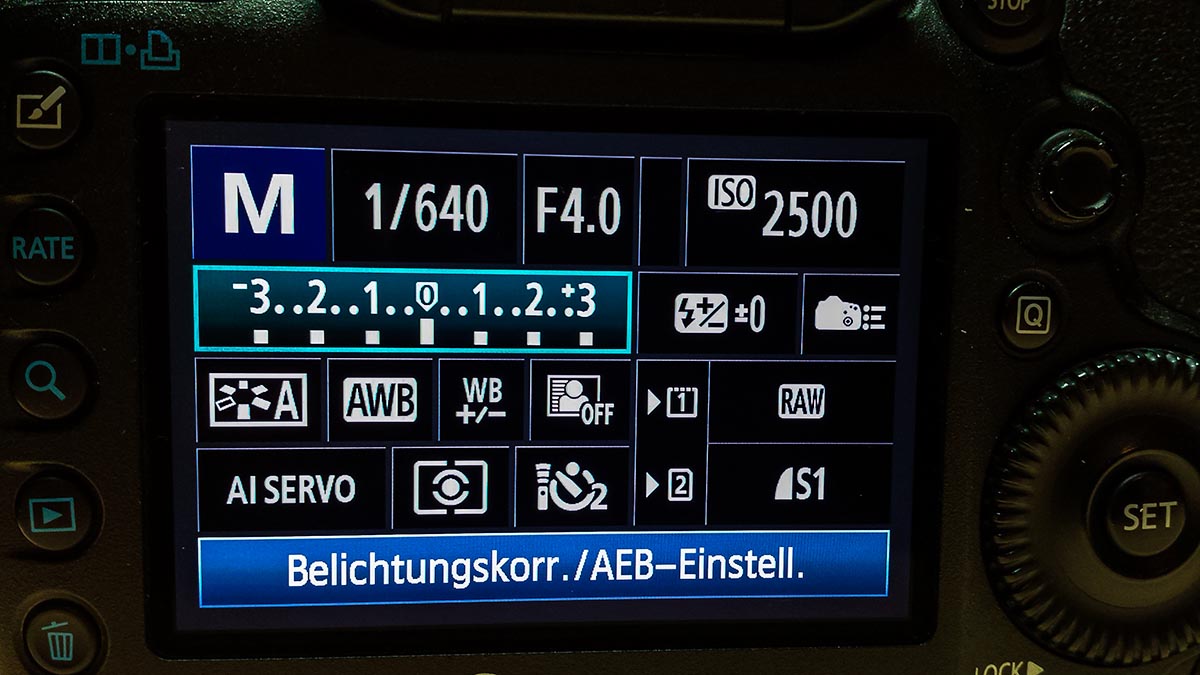 STOP
M 1/640 F4.0 ISO 2500
RATE
-3..2..1..0..1..2..+3
±0
Q
A AWB WB +/- OFF 1 RAW
AI SERVO 2 2 S1
SET
Belichtungskorr./AEB-Einstell.
LOCK